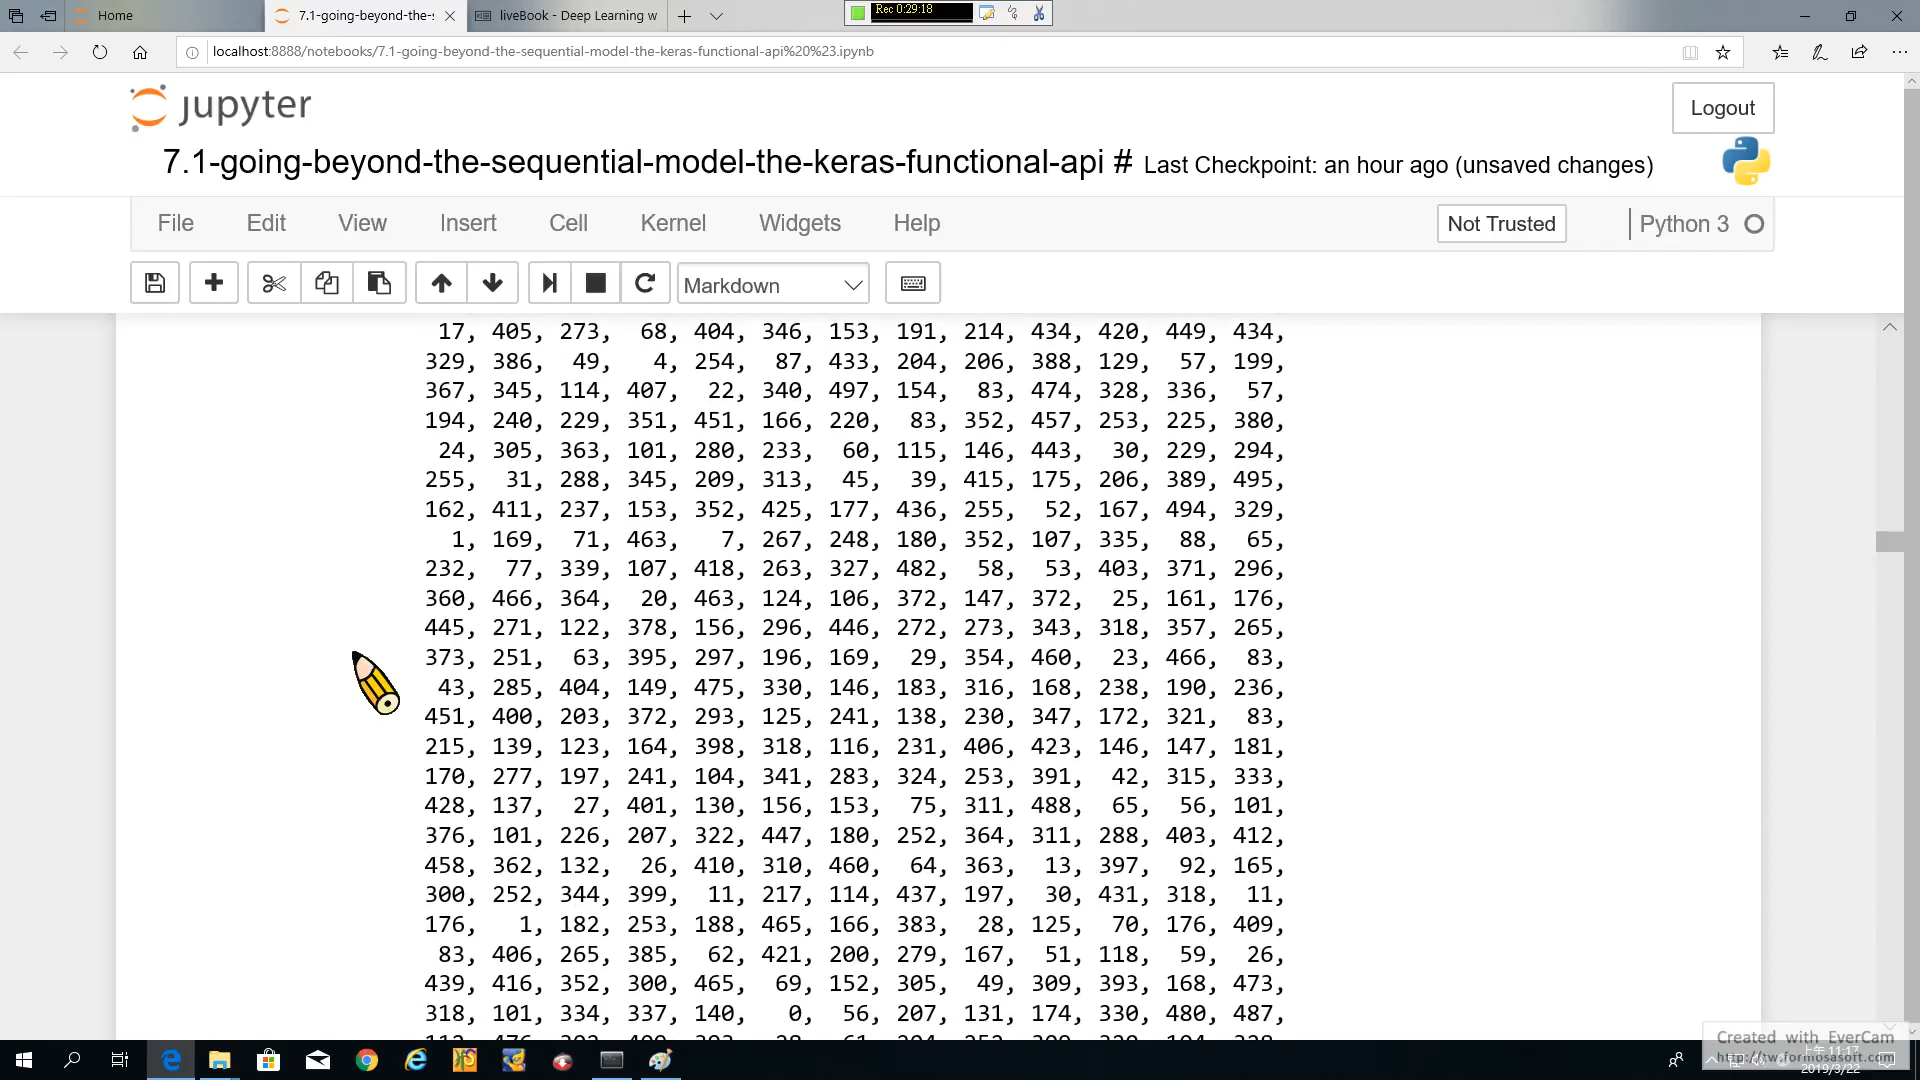 Home
7.1-going-beyond-the-s
liveBook - Deep Learning w
Rec 0:29:18
localhost:8888/notebooks/7.1-going-beyond-the-sequential-model-the-keras-functional-api%20%23.ipynb
jupyter
Logout
7.1-going-beyond-the-sequential-model-the-keras-functional-api # Last Checkpoint: an hour ago (unsaved changes)
File Edit View Insert Cell Kernel Widgets Help
Not Trusted
Python 3
Markdown
17, 405, 273, 68, 404, 346, 153, 191, 214, 434, 420, 449, 434,
329, 386, 49, 4, 254, 87, 433, 204, 206, 388, 129, 57, 199,
367, 345, 114, 407, 22, 340, 497, 154, 83, 474, 328, 336, 57,
194, 240, 229, 351, 451, 166, 220, 83, 352, 457, 253, 225, 380,
24, 305, 363, 101, 280, 233, 60, 115, 146, 443, 30, 229, 294,
255, 31, 288, 345, 209, 313, 45, 39, 415, 175, 206, 389, 495,
162, 411, 237, 153, 352, 425, 177, 436, 255, 52, 167, 494, 329,
1, 169, 71, 463, 7, 267, 248, 180, 352, 107, 335, 88, 65,
232, 77, 339, 107, 418, 263, 327, 482, 58, 53, 403, 371, 296,
360, 466, 364, 20, 463, 124, 106, 372, 147, 372, 25, 161, 176,
445, 271, 122, 378, 156, 296, 446, 272, 273, 343, 318, 357, 265,
373, 251, 63, 395, 297, 196, 169, 29, 354, 460, 23, 466, 83,
43, 285, 404, 149, 475, 330, 146, 183, 316, 168, 238, 190, 236,
451, 400, 203, 372, 293, 125, 241, 138, 230, 347, 172, 321, 83,
215, 139, 123, 164, 398, 318, 116, 231, 406, 423, 146, 147, 181,
170, 277, 197, 241, 104, 341, 283, 324, 253, 391, 42, 315, 333,
428, 137, 27, 401, 130, 156, 153, 75, 311, 488, 65, 56, 101,
376, 101, 226, 207, 322, 447, 180, 252, 364, 311, 288, 403, 412,
458, 362, 132, 26, 410, 310, 460, 64, 363, 13, 397, 92, 165,
300, 252, 344, 399, 11, 217, 114, 437, 197, 30, 431, 318, 11,
176, 1, 182, 253, 188, 465, 166, 383, 28, 125, 70, 176, 409,
83, 406, 265, 385, 62, 421, 200, 279, 167, 51, 118, 59, 26,
439, 416, 352, 300, 465, 69, 152, 305, 49, 309, 393, 168, 473,
318, 101, 334, 337, 140, 0, 56, 207, 131, 174, 330, 480, 487,
Created with EverCam
http://tw.formosasoft.com
上午 11:17
2019/3/22